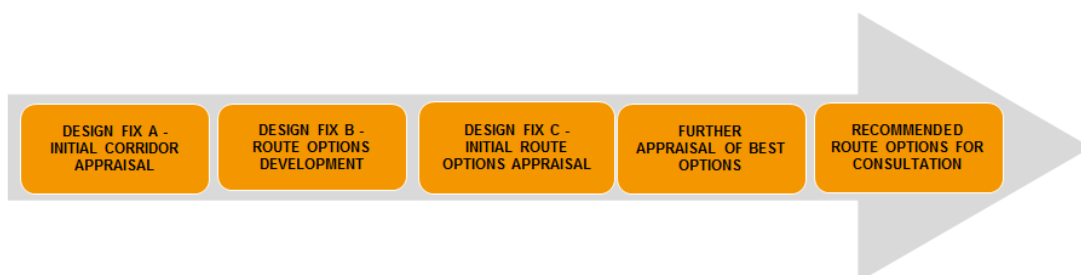 DESIGN FIX A -
INITIAL CORRIDOR
APPRAISAL
DESIGN FIX B -
ROUTE OPTIONS
DEVELOPMENT
DESIGN FIX C -
INITIAL ROUTE
OPTIONS APPRAISAL
FURTHER
APPRAISAL OF BEST
OPTIONS
RECOMMENDED
ROUTE OPTIONS FOR
CONSULTATION